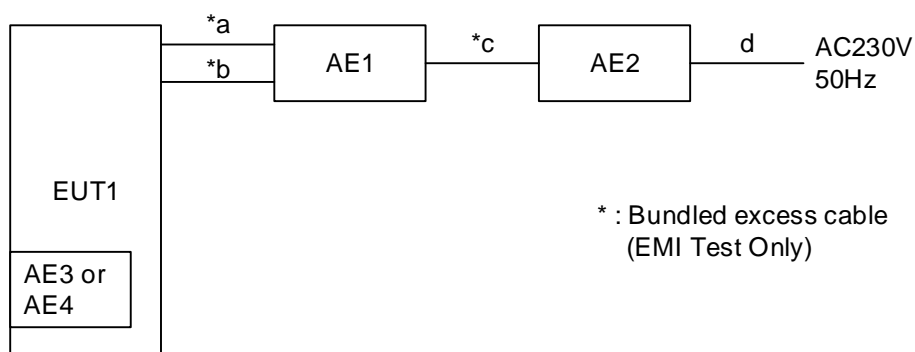 *a
*b
AE1
*c
AE2
d
AC230V
50Hz
EUT1
AE3 or
AE4
* : Bundled excess cable
(EMI Test Only)